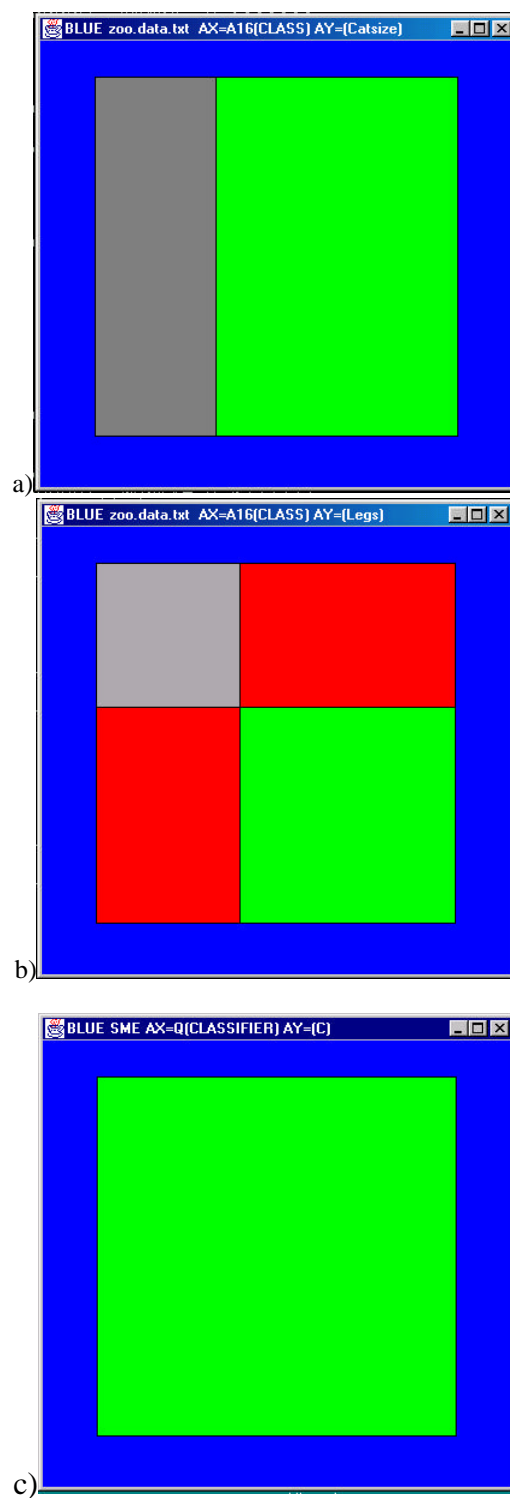 BLUE zoo.data.txt AX=A16(CLASS) AY=(Catsize)
a)
BLUE zoo.data.txt AX=A16(CLASS) AY=(Legs)
b)
BLUE SME AX=Q(CLASSIFIER) AY=(C)
c)